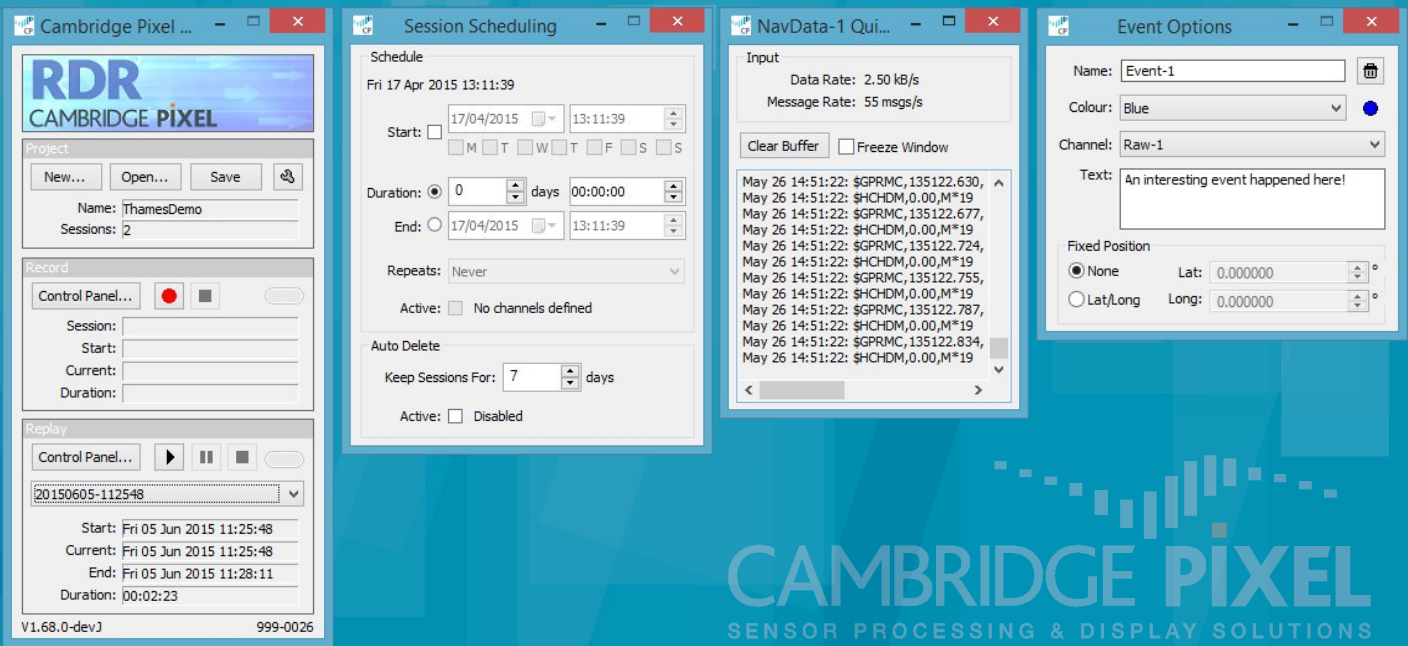 Cambridge Pixel ...
RDR
CAMBRIDGE PIXEL
Project
New... Open... Save
Name: ThamesDemo
Sessions: 2
Record
Control Panel...
Session:
Start:
Current:
Duration:
Replay
Control Panel...
20150605-112548
Start: Fri 05 Jun 2015 11:25:48
Current: Fri 05 Jun 2015 11:25:48
End: Fri 05 Jun 2015 11:28:11
Duration: 00:02:23
V1.68.0-devJ 999-0026
Session Scheduling
Schedule
Fri 17 Apr 2015 13:11:39
Start: 17/04/2015 13:11:39
M T W T F S S
Duration: 0 days 00:00:00
End: 17/04/2015 13:11:39
Repeats: Never
Active: No channels defined
Auto Delete
Keep Sessions For: 7 days
Active: Disabled
NavData-1 Qui...
Input
Data Rate: 2.50 kB/s
Message Rate: 55 msgs/s
Clear Buffer Freeze Window
May 26 14:51:22: $GPRMC,135122.630,
May 26 14:51:22: $HCHDM,0.00,M*19
May 26 14:51:22: $GPRMC,135122.677,
May 26 14:51:22: $HCHDM,0.00,M*19
May 26 14:51:22: $GPRMC,135122.724,
May 26 14:51:22: $HCHDM,0.00,M*19
May 26 14:51:22: $GPRMC,135122.755,
May 26 14:51:22: $HCHDM,0.00,M*19
May 26 14:51:22: $GPRMC,135122.787,
May 26 14:51:22: $HCHDM,0.00,M*19
May 26 14:51:22: $GPRMC,135122.834,
May 26 14:51:22: $HCHDM,0.00,M*19
Event Options
Name: Event-1
Colour: Blue
Channel: Raw-1
Text: An interesting event happened here!
Fixed Position
None Lat: 0.000000 °
Lat/Long Long: 0.000000 °
CAMBRIDGE PIXEL
SENSOR PROCESSING & DISPLAY SOLUTIONS